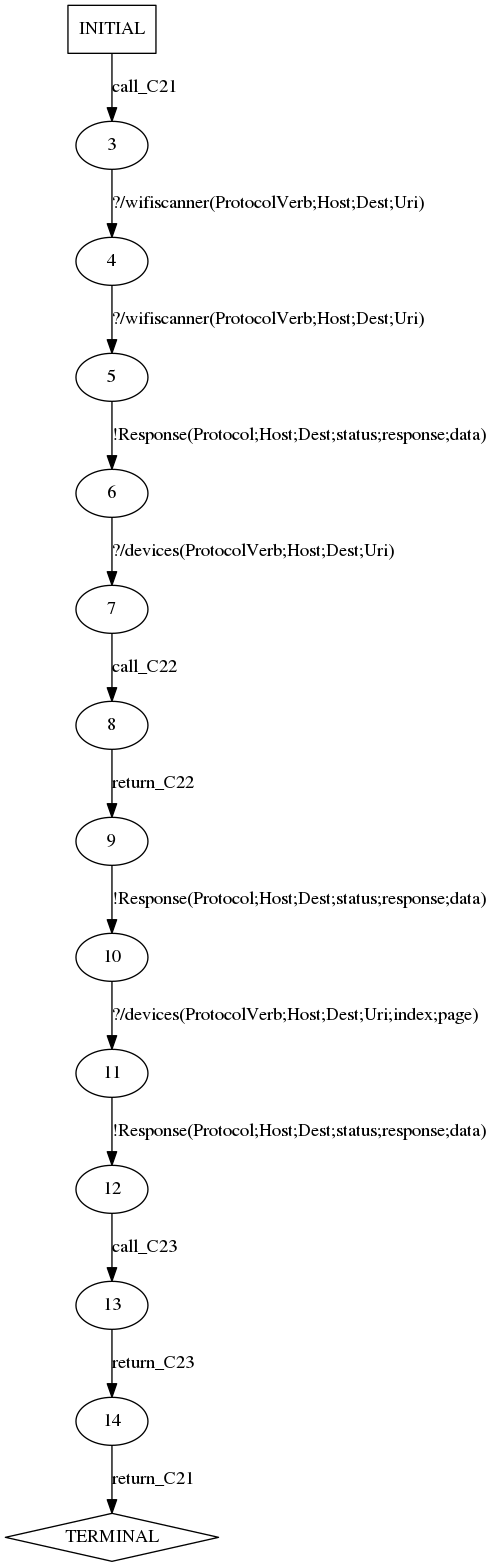 INITIAL
call_C21
3
?/wifiscanner(ProtocolVerb;Host;Dest;Uri)
4
?/wifiscanner(ProtocolVerb;Host;Dest;Uri)
5
!Response(Protocol;Host;Dest;status;response;data)
6
?/devices(ProtocolVerb;Host;Dest;Uri)
7
call_C22
8
return_C22
9
!Response(Protocol;Host;Dest;status;response;data)
10
?/devices(ProtocolVerb;Host;Dest;Uri;index;page)
11
!Response(Protocol;Host;Dest;status;response;data)
12
call_C23
13
return_C23
14
return_C21
TERMINAL